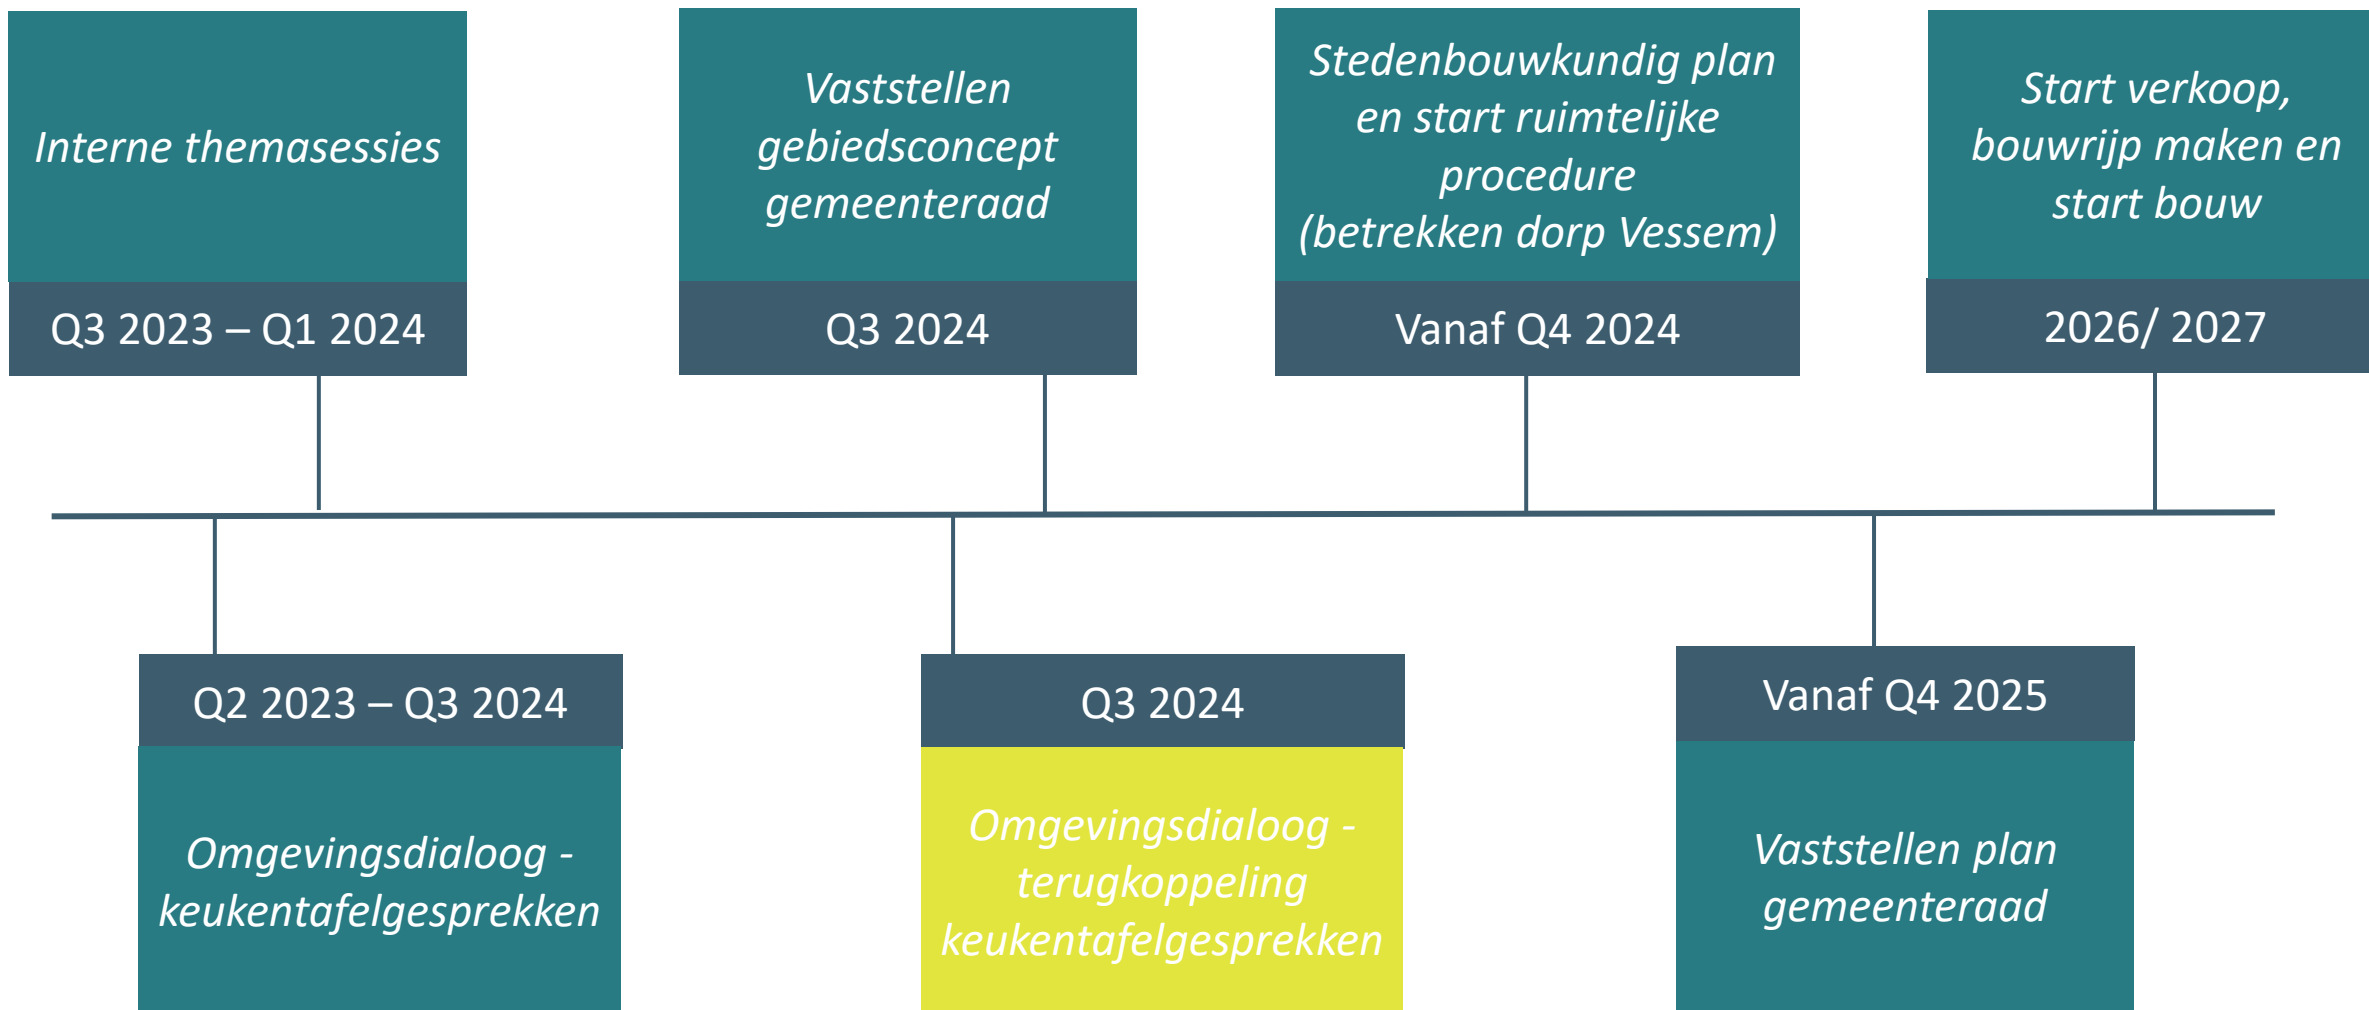 Interne themasessies
Q3 2023 – Q1 2024
Vaststellen
gebiedsconcept
gemeenteraad
Q3 2024
Stedenbouwkundig plan
en start ruimtelijke
procedure
(betrekken dorp Vessem)
Vanaf Q4 2024
Start verkoop,
bouwrijp maken en
start bouw
2026/ 2027
Q2 2023 – Q3 2024
Omgevingsdialoog -
keukentafelgesprekken
Q3 2024
Omgevingsdialoog -
terugkoppeling
keukentafelgesprekken
Vanaf Q4 2025
Vaststellen plan
gemeenteraad